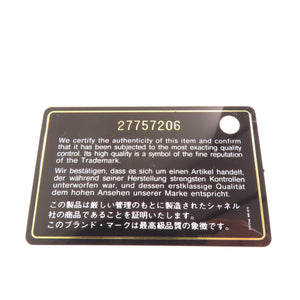 27757206
We certify the authenticity of this item and confirm
that it has been subjected to the most exacting quality
control. Its high quality is a symbol of the fine reputation
of the Trademark.
Wir bestätigen, dass es sich um einen Artikel handelt,
der während seiner Herstellung strengsten Kontrollen
unterworfen war, und dessen erstklassige Qualität
dem hohen Ansehen unserer Marke entspricht.
この製品は厳しい管理のもとに製造されたシャネル
社の商品であることを証明いたします。
このブランド・マークは最高級品質の象徴です。